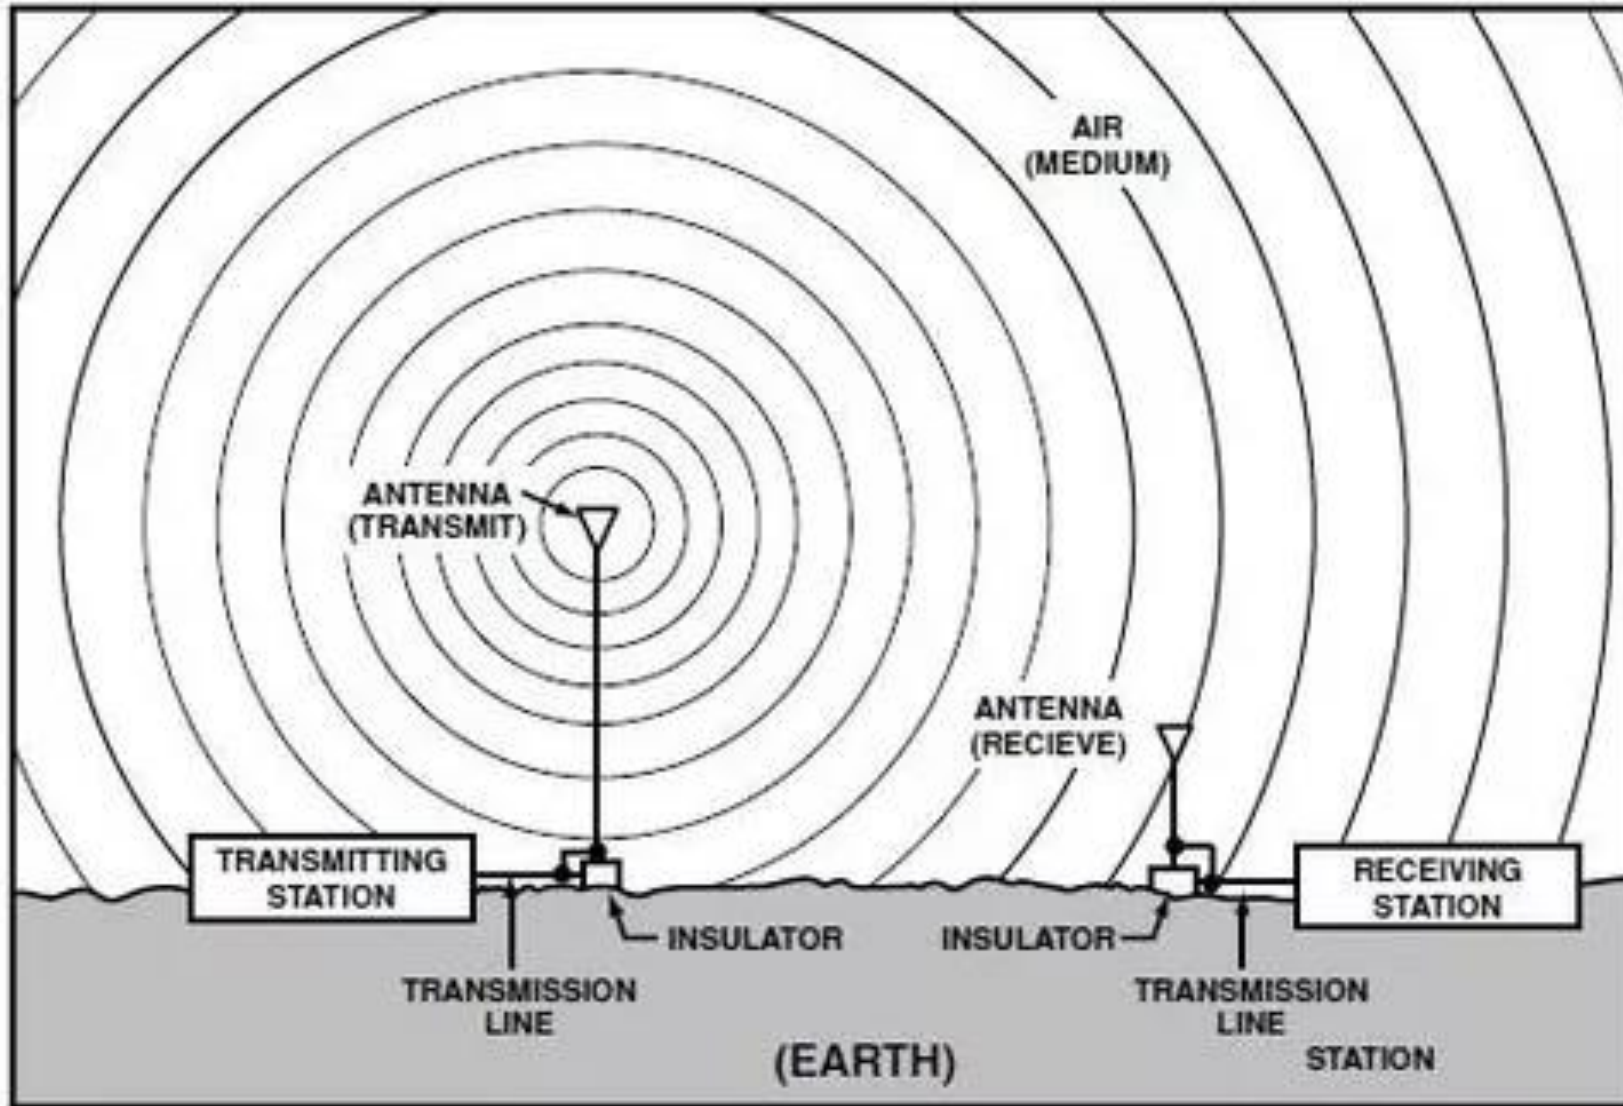 AIR
(MEDIUM)
ANTENNA
(TRANSMIT)
ANTENNA
(RECIEVE)
TRANSMITTING
STATION
RECEIVING
STATION
INSULATOR
INSULATOR
TRANSMISSION
LINE
TRANSMISSION
LINE
STATION
(EARTH)